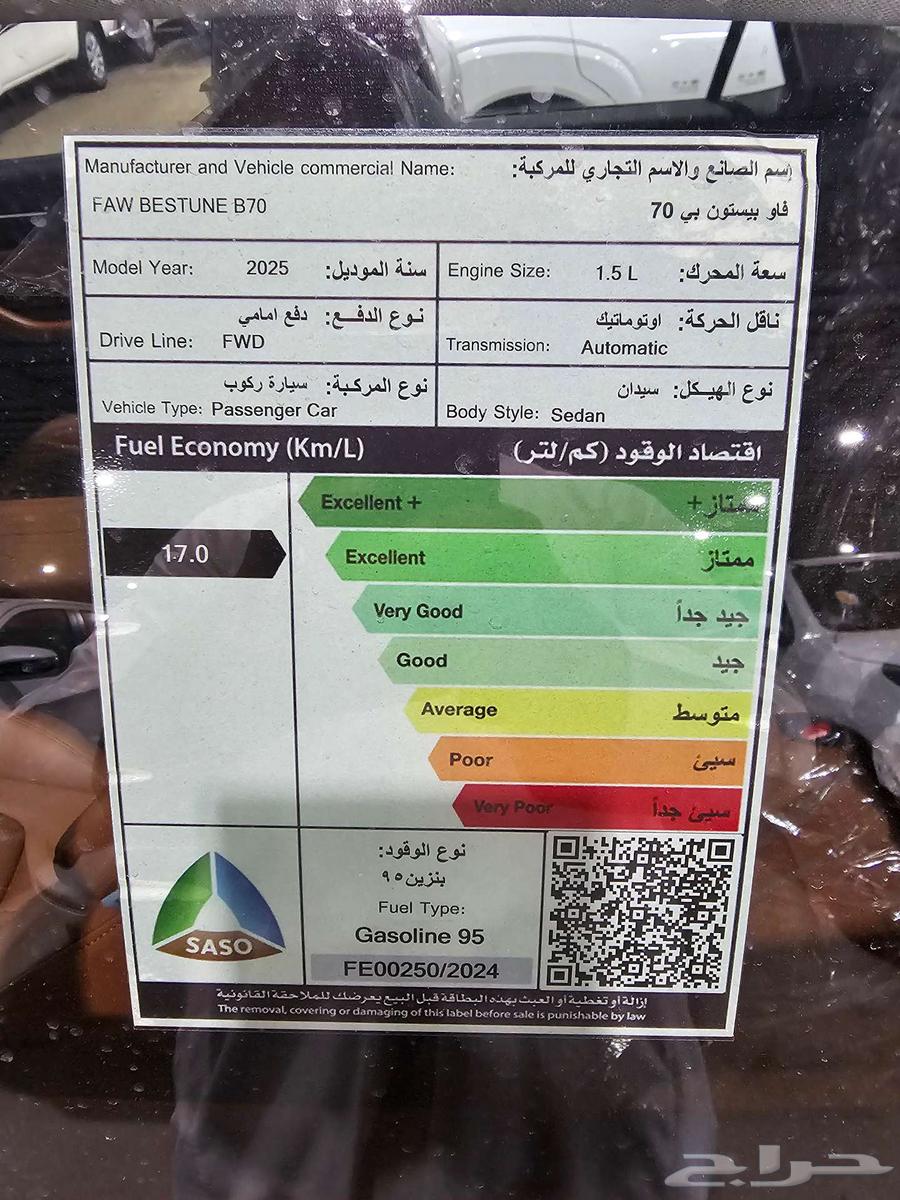 Manufacturer and Vehicle commercial Name: إسم الصانع والاسم التجاري للمركبة:
FAW BESTUNE B70 فاو بيستون بي 70
Model Year: 2025 سنة الموديل:
Engine Size: 1.5 L سعة المحرك:
نوع الدفع: دفع امامي
Drive Line: FWD
ناقل الحركة: اوتوماتيك
Transmission: Automatic
نوع المركبة: سيارة ركوب
Vehicle Type: Passenger Car
نوع الهيكل: سيدان
Body Style: Sedan
Fuel Economy (Km/L) اقتصاد الوقود (كم/لتر)
Excellent + ممتاز +
17.0
Excellent ممتاز
Very Good جيد جداً
Good جيد
Average متوسط
Poor سيئ
Very Poor سيئ جداً
SASO
نوع الوقود:
بنزين ٩٥
Fuel Type:
Gasoline 95
FE00250/2024
إزالة أو تغطية أو العبث بهذه البطاقة قبل البيع يعرضك للملاحقة القانونية
The removal, covering or damaging of this label before sale is punishable by law
حراج